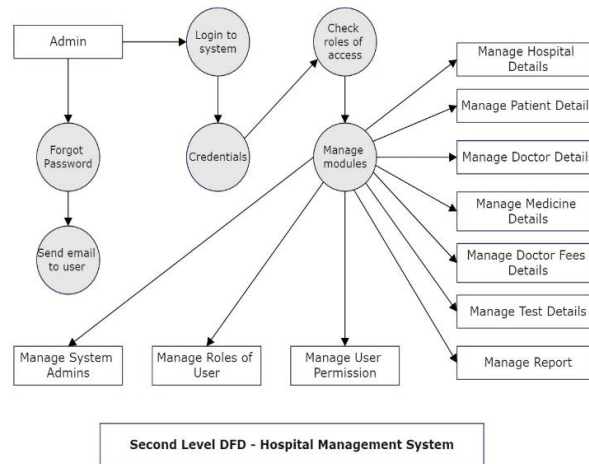 Admin
Login to
system
Check
roles of
access
Manage Hospital
Details
Manage Patient Detail
Forgot
Password
Credentials
Manage
modules
Manage Doctor Details
Manage Medicine
Details
Send email
to user
Manage Doctor Fees
Details
Manage Test Details
Manage System
Admins
Manage Roles of
User
Manage User
Permission
Manage Report
Second Level DFD - Hospital Management System